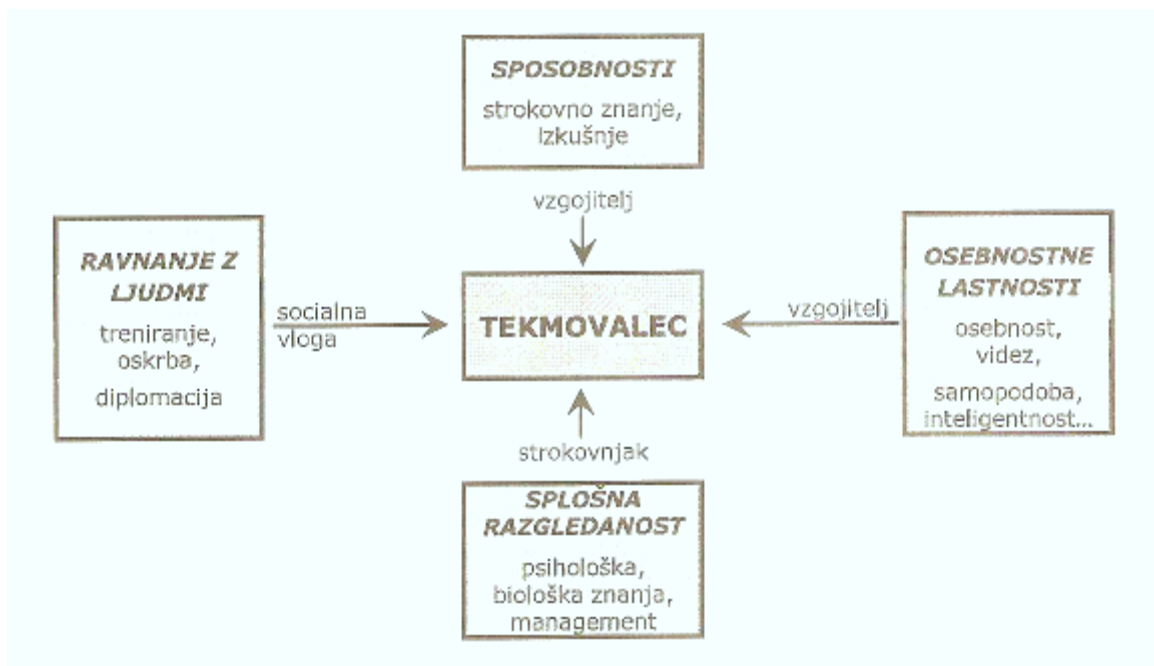 SPOSOBNOSTI
strokovno znanje,
izkušnje
vzgojitelj
RAVNANJE Z
LJUDMI
treniranje,
oskrba,
diplomacija
socialna
vloga
TEKMOVALEC
vzgojitelj
OSEBNOSTNE
LASTNOSTI
osebnost,
videz,
samopodoba,
inteligentnost...
strokovnjak
SPLOŠNA
RAZGLEDANOST
psihološka,
biološka znanja,
management